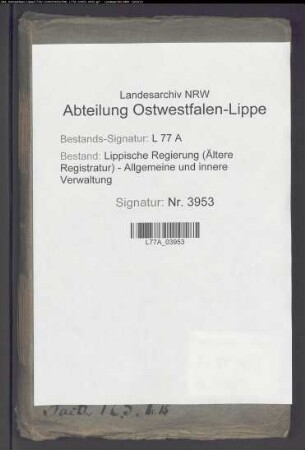 Landesarchiv NRW
Abteilung Ostwestfalen-Lippe
Bestands-Signatur: L 77 A
Bestand: Lippische Regierung (Ältere
Registratur) - Allgemeine und innere
Verwaltung
Signatur: Nr. 3953
L77A_03953